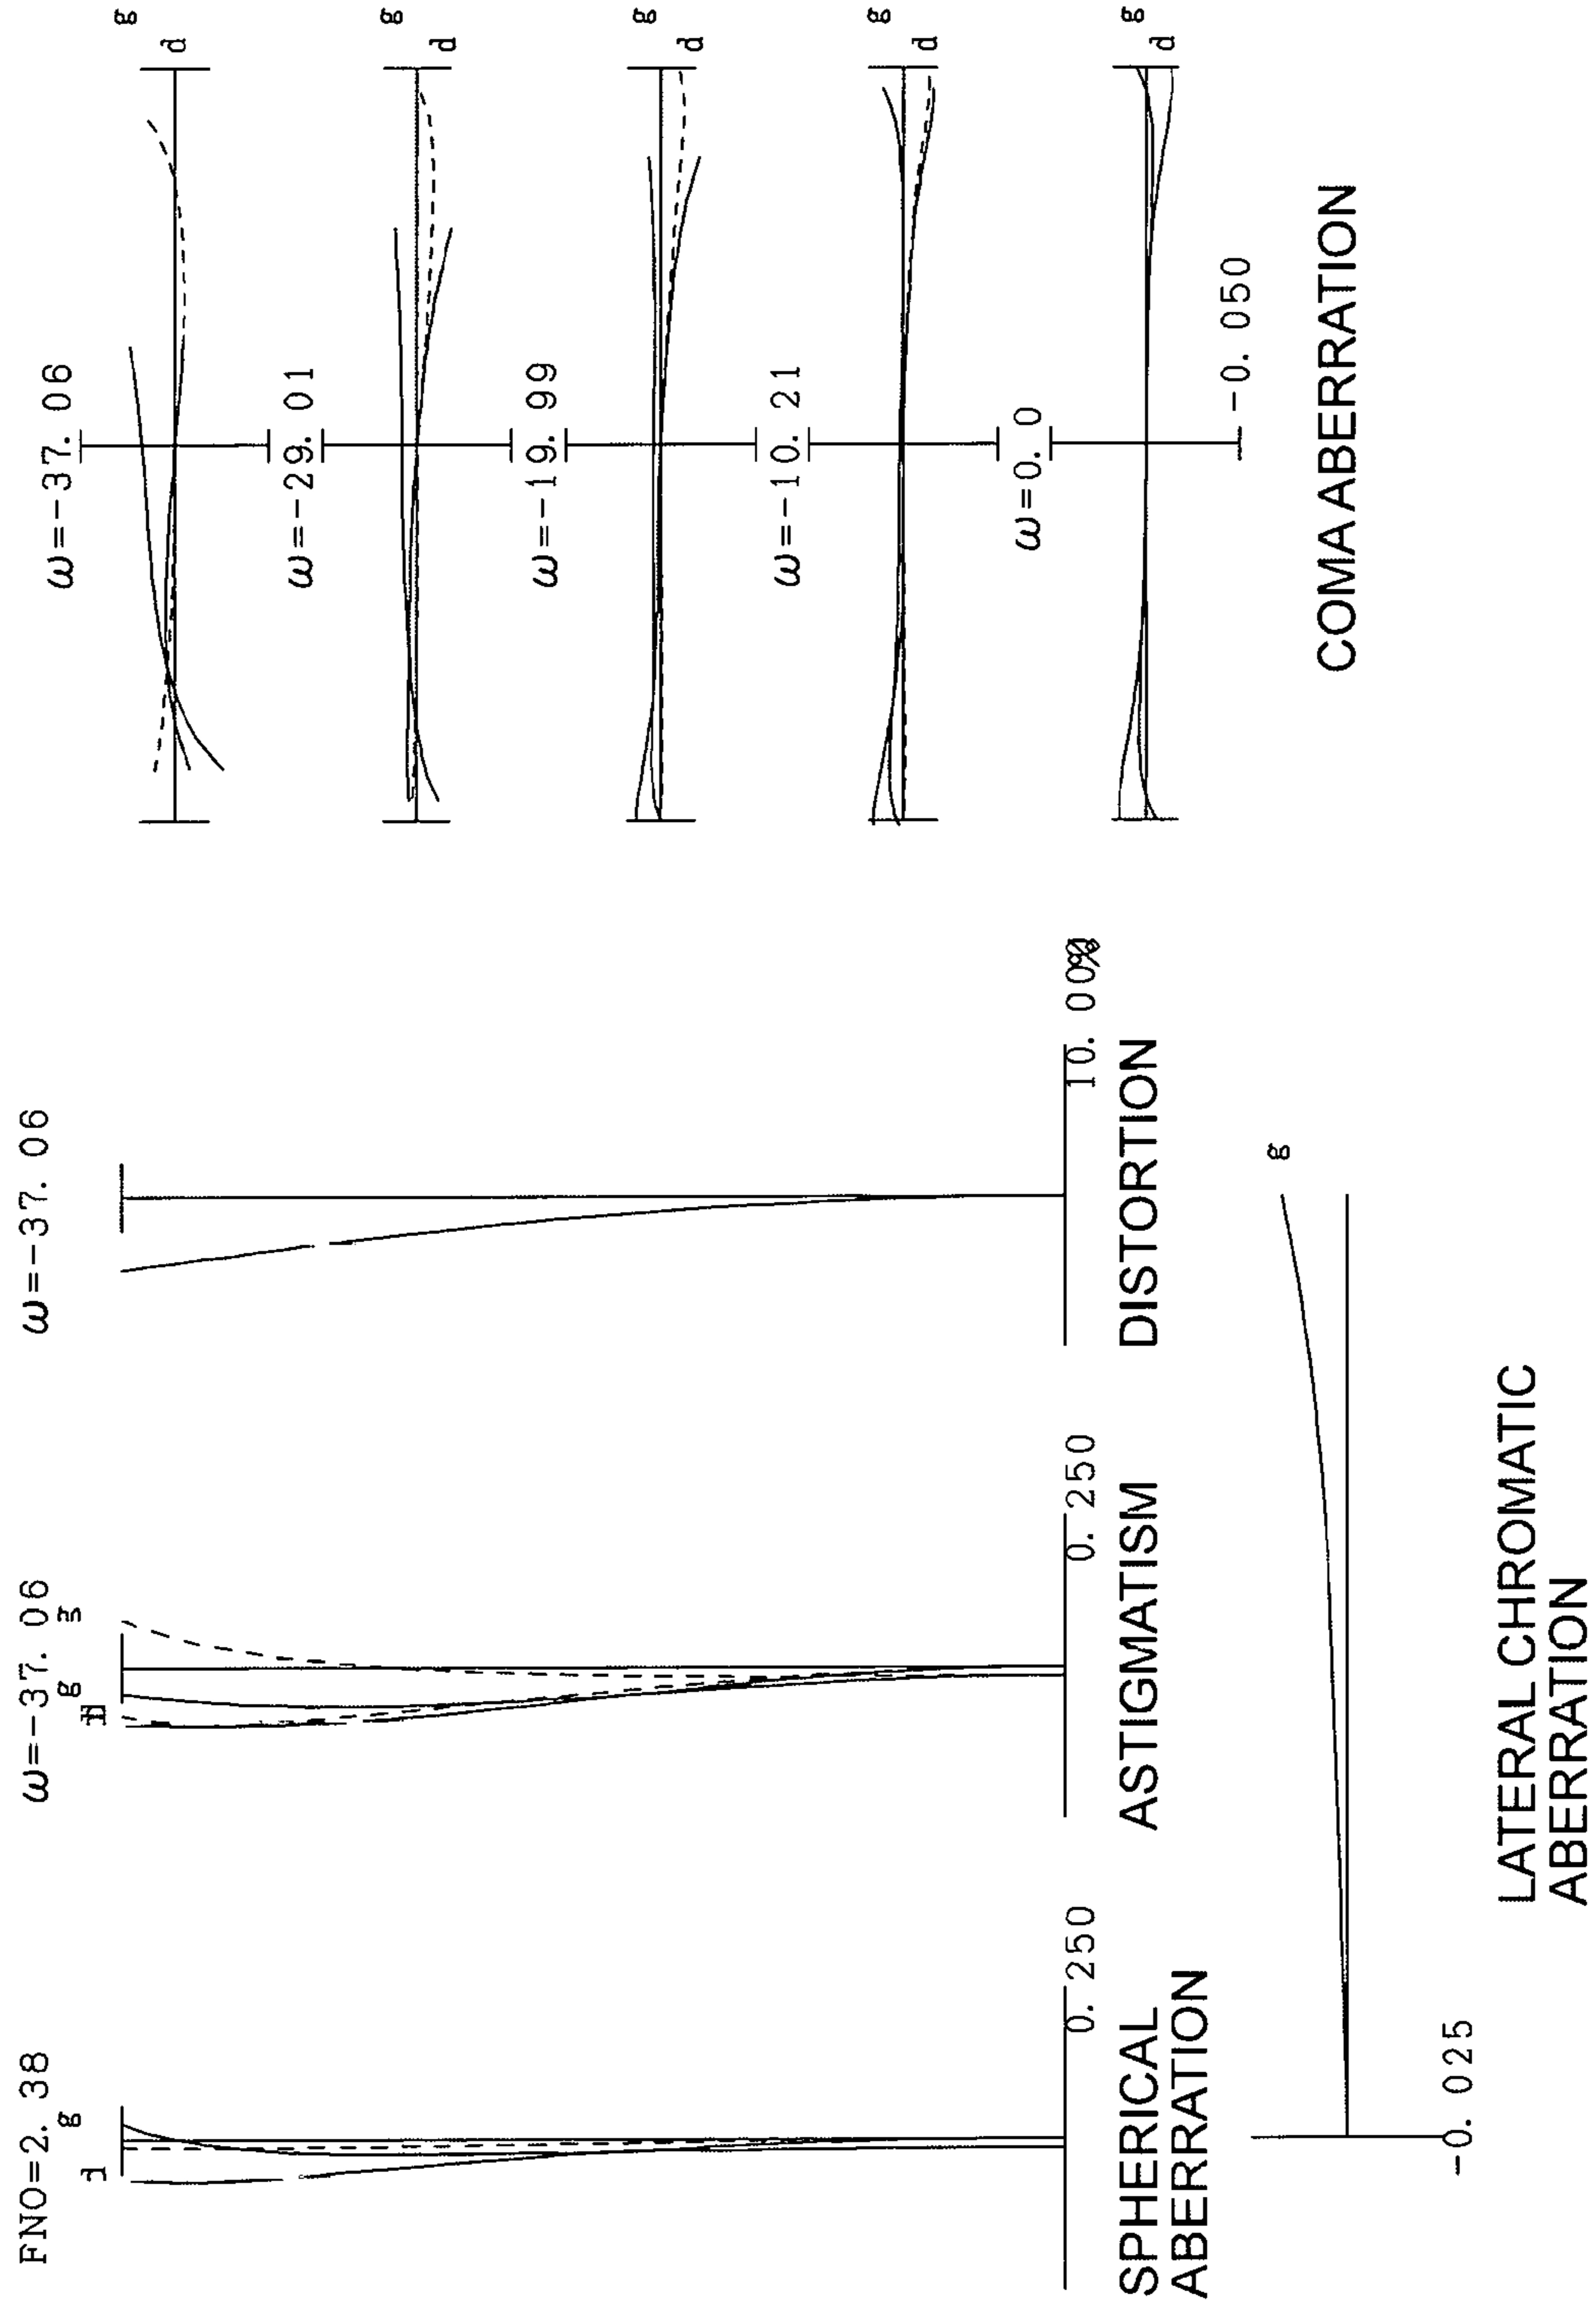 FNO=2.38
g
0.250
SPHERICAL
ABERRATION
ω=-37.06
g g
0.250
ASTIGMATISM
ω=-37.06
10.00%
DISTORTION
ω=-37.06
g
d
ω=-29.01
g
d
ω=-19.99
g
d
ω=-10.21
g
d
ω=0.0
g
d
-0.050
COMA ABERRATION
g
-0.025
LATERAL CHROMATIC
ABERRATION